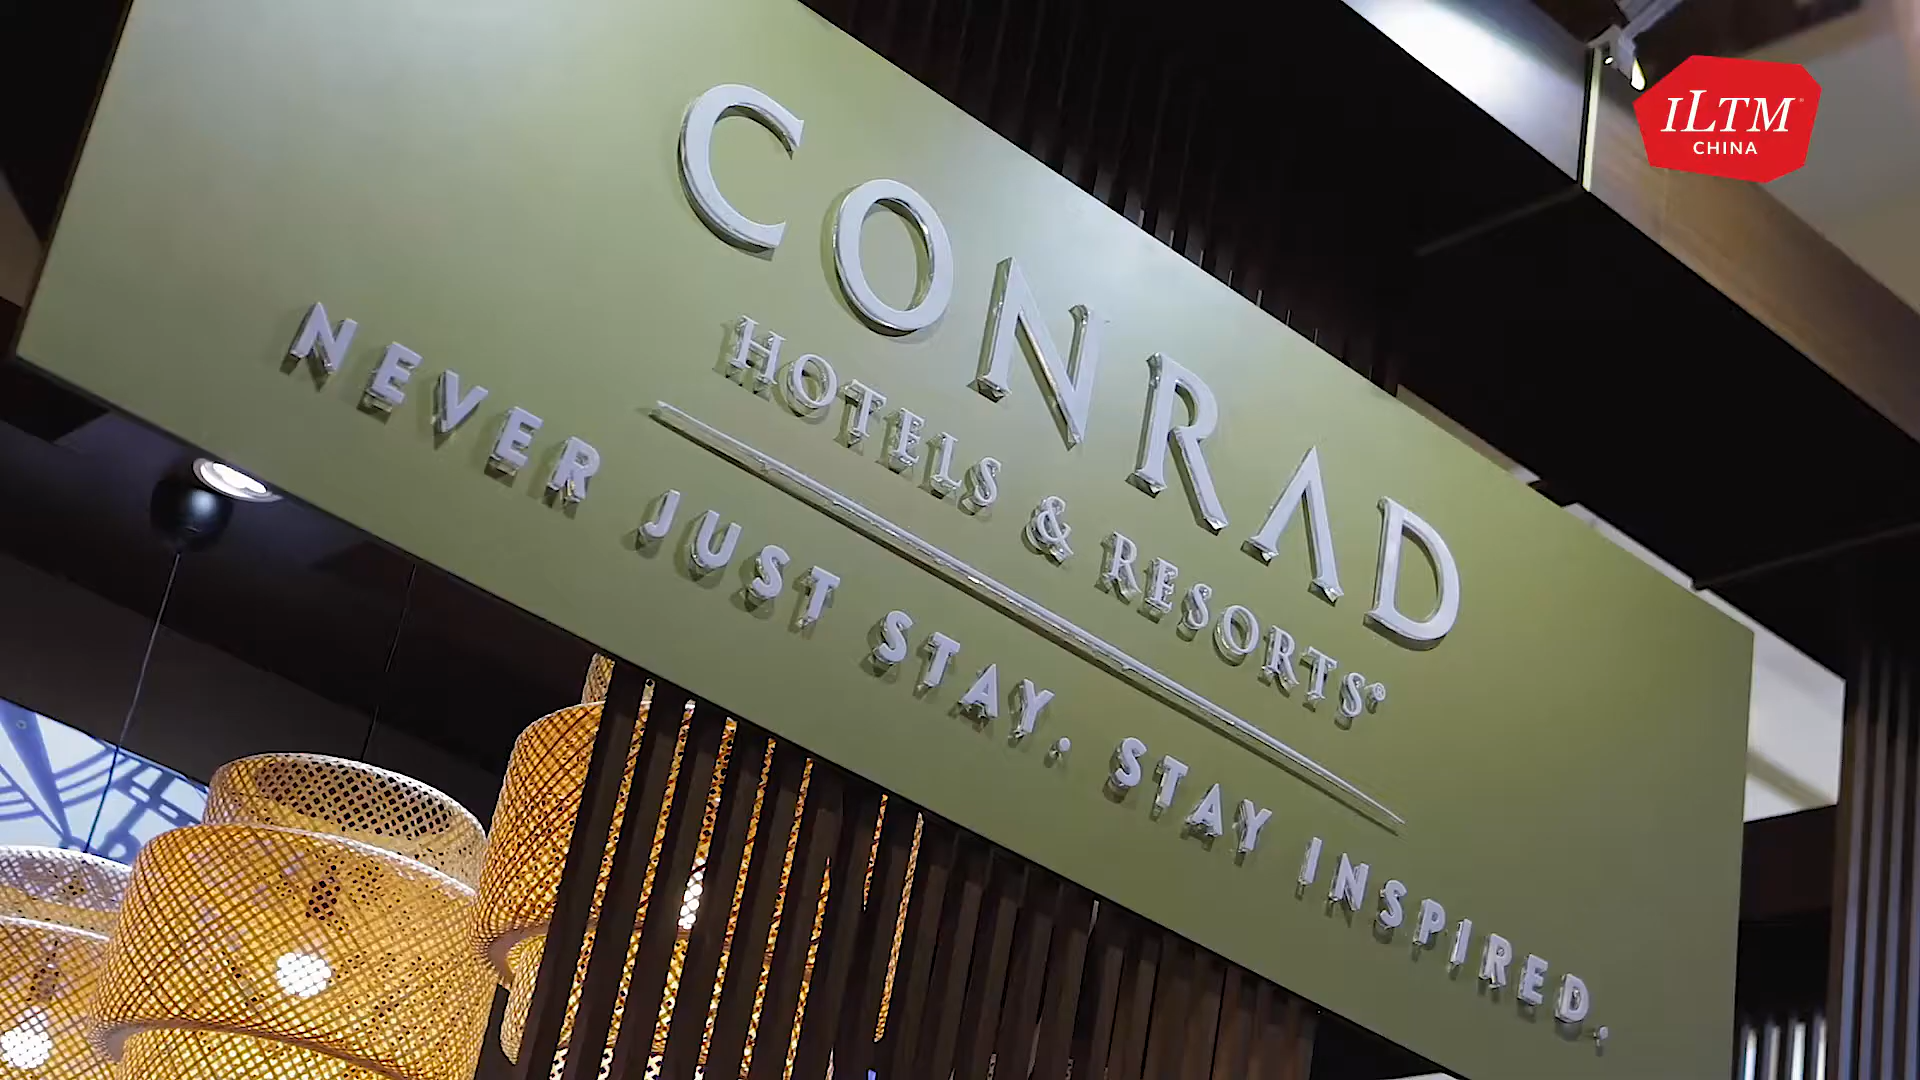 CONRAD
HOTELS & RESORTS®
NEVER JUST STAY. STAY INSPIRED.
ILTM
CHINA